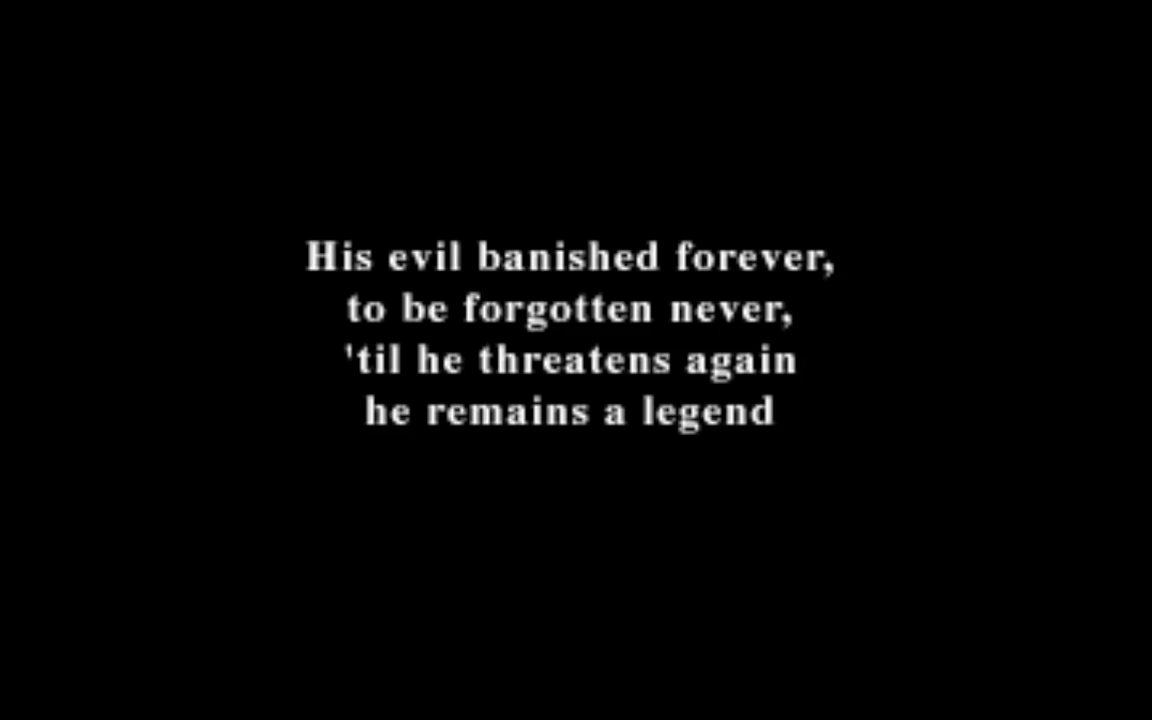 His evil banished forever,
to be forgotten never,
'til he threatens again
he remains a legend